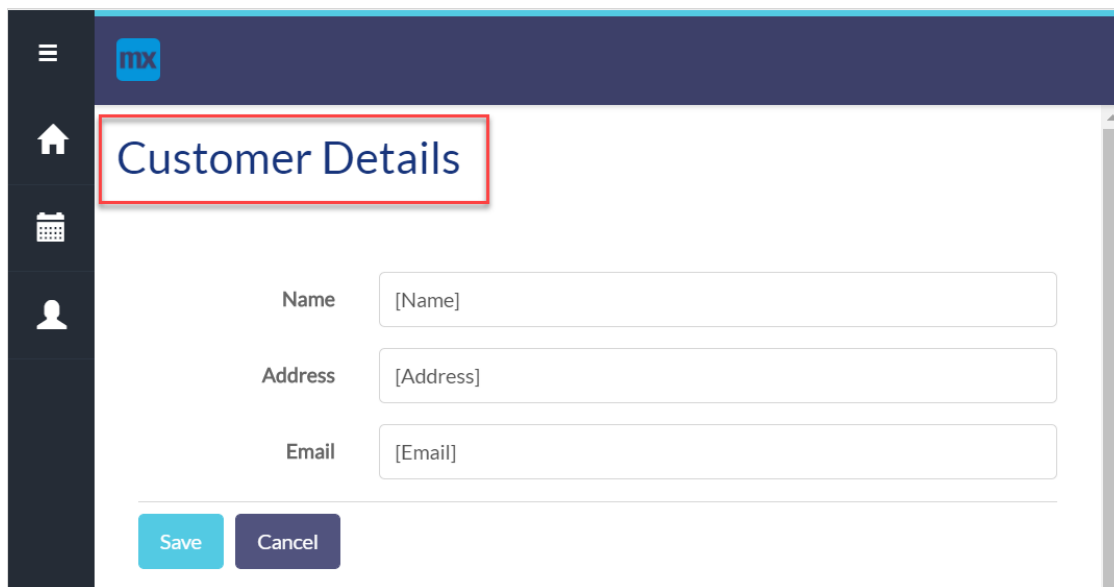 mx
Customer Details
Name
[Name]
Address
[Address]
Email
[Email]
Save
Cancel